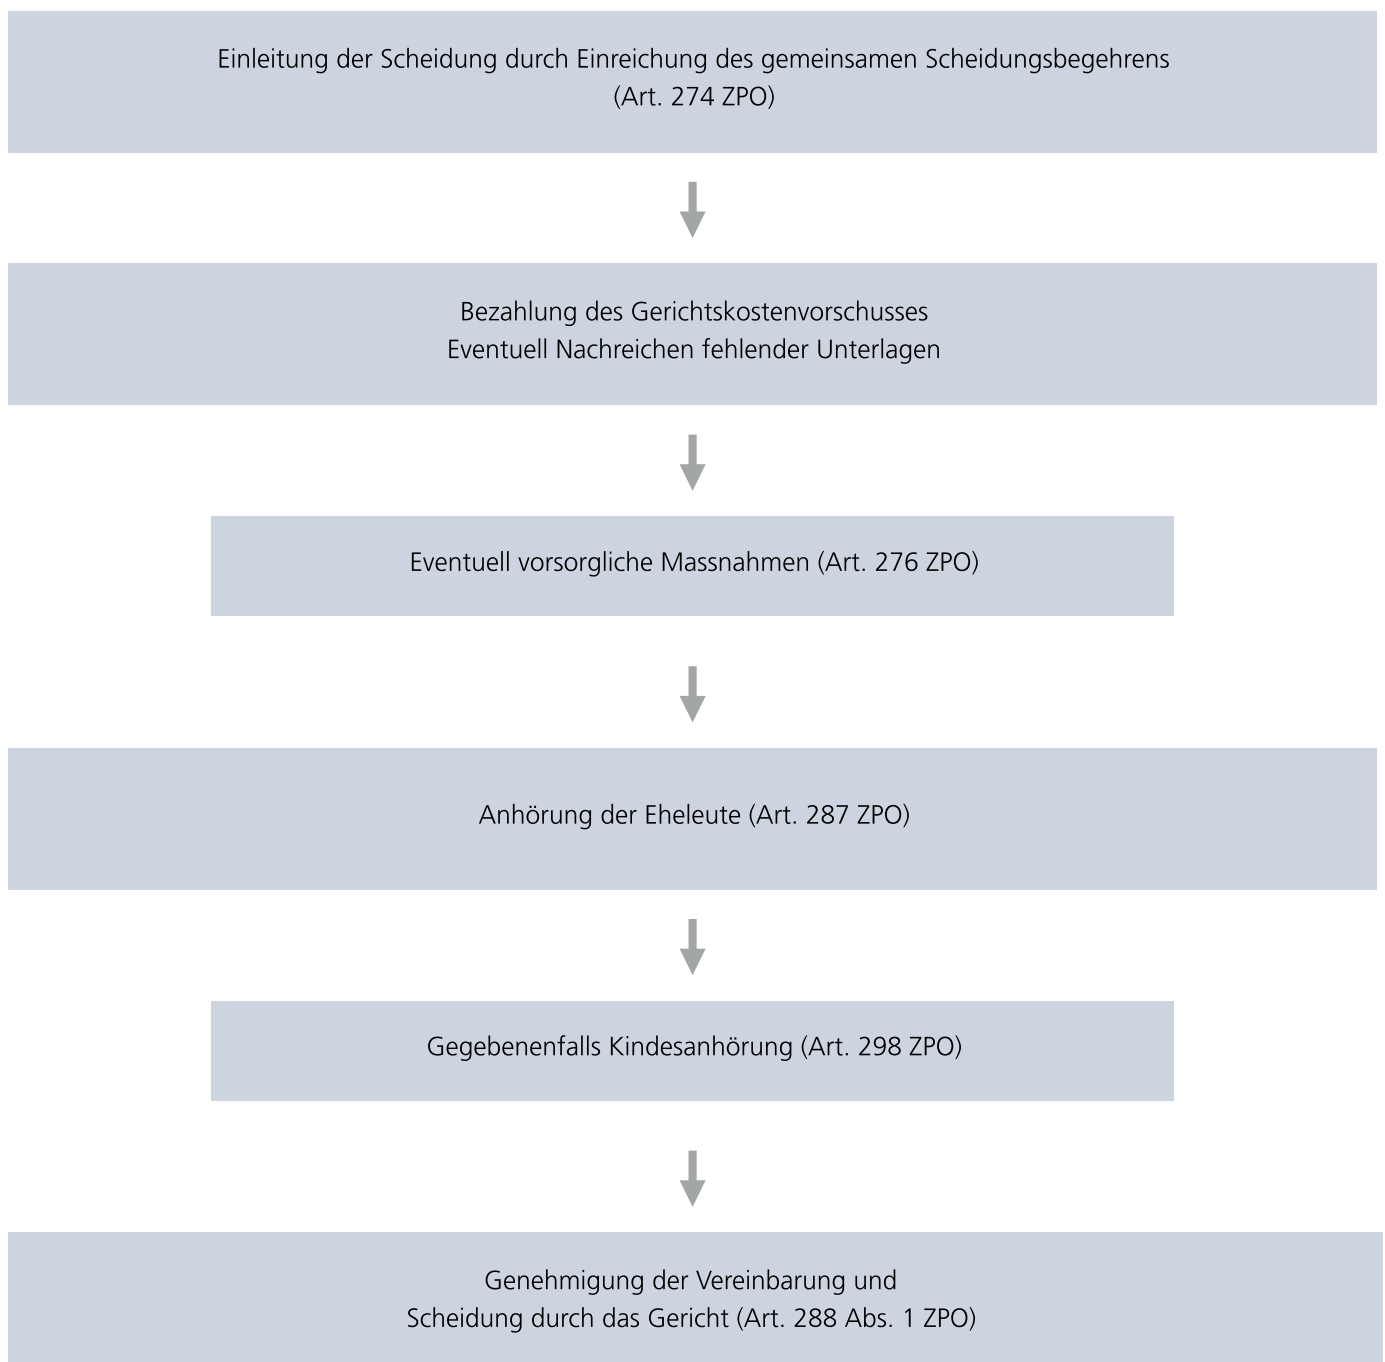 Einleitung der Scheidung durch Einreichung des gemeinsamen Scheidungsbegehrens
(Art. 274 ZPO)
Bezahlung des Gerichtskostenvorschusses
Eventuell Nachreichen fehlender Unterlagen
Eventuell vorsorgliche Massnahmen (Art. 276 ZPO)
Anhörung der Eheleute (Art. 287 ZPO)
Gegebenenfalls Kindesanhörung (Art. 298 ZPO)
Genehmigung der Vereinbarung und
Scheidung durch das Gericht (Art. 288 Abs. 1 ZPO)